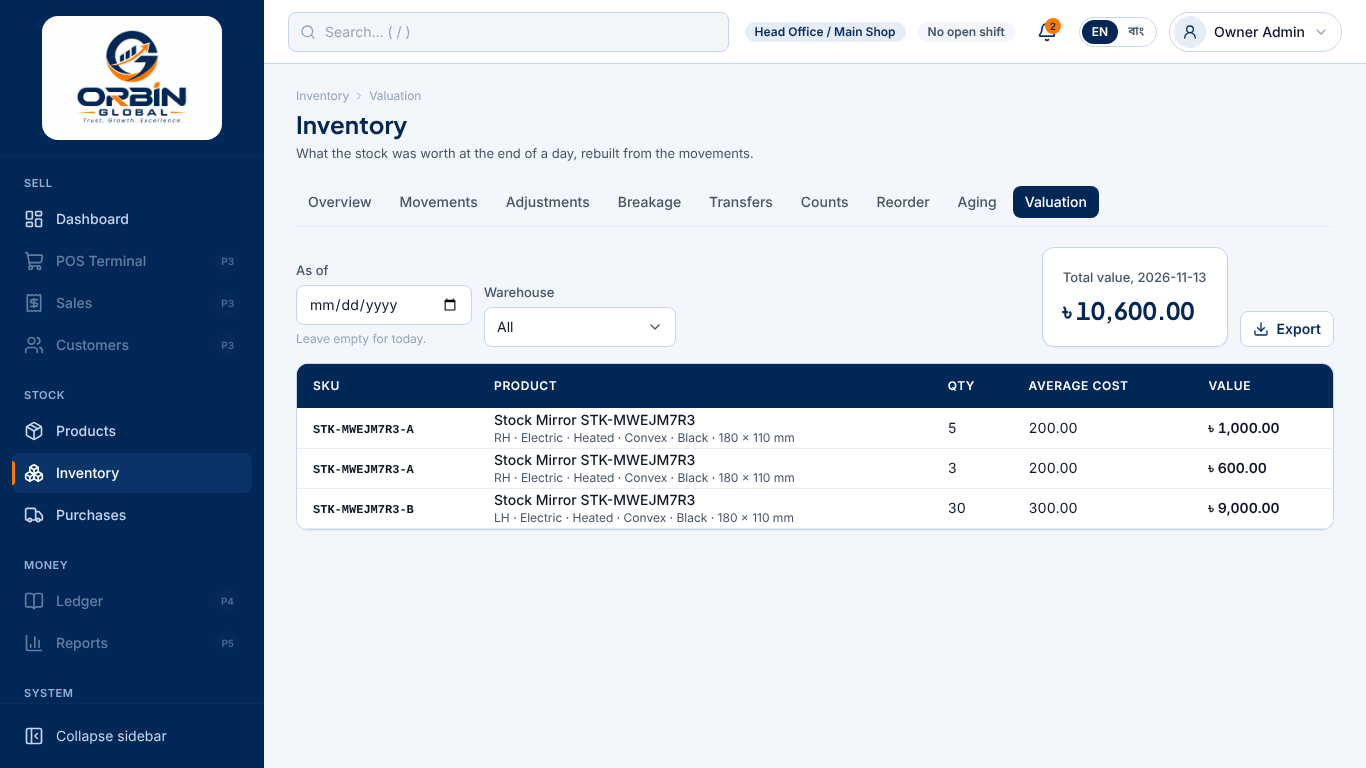 ORBIN
GLOBAL
Trust. Growth. Excellence.
Search... ( / )
Head Office / Main Shop
No open shift
2
EN
বাং
Owner Admin
SELL
Dashboard
POS Terminal P3
Sales P3
Customers P3
STOCK
Products
Inventory
Purchases
MONEY
Ledger P4
Reports P5
SYSTEM
Collapse sidebar
Inventory > Valuation
Inventory
What the stock was worth at the end of a day, rebuilt from the movements.
Overview Movements Adjustments Breakage Transfers Counts Reorder Aging Valuation
As of
mm/dd/yyyy
Leave empty for today.
Warehouse
All
Total value, 2026-11-13
৳ 10,600.00
Export
SKU PRODUCT QTY AVERAGE COST VALUE
STK-MWEJM7R3-A Stock Mirror STK-MWEJM7R3 5 200.00 ৳ 1,000.00
RH · Electric · Heated · Convex · Black · 180 × 110 mm
STK-MWEJM7R3-A Stock Mirror STK-MWEJM7R3 3 200.00 ৳ 600.00
RH · Electric · Heated · Convex · Black · 180 × 110 mm
STK-MWEJM7R3-B Stock Mirror STK-MWEJM7R3 30 300.00 ৳ 9,000.00
LH · Electric · Heated · Convex · Black · 180 × 110 mm